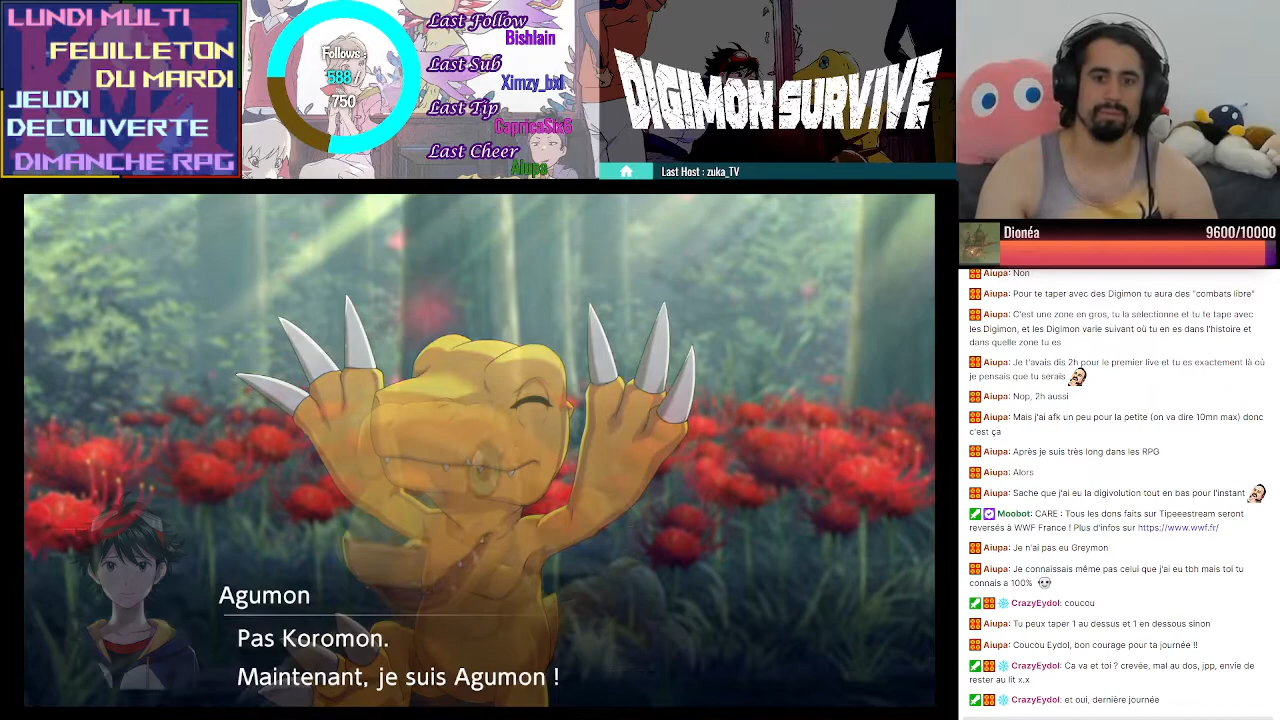 LUNDI MULTI
FEUILLETON
DU MARDI
JEUDI
DECOUVERTE
DIMANCHE RPG
Follows :
588 /
750
Last Follow
Bishlain
Last Sub
Ximzy_bxl
Last Tip
CapricaSix6
Last Cheer
Aiupa
DIGIMON SURVIVE
Last Host : zuka_TV
Dionéa 9600/10000
Aiupa: Non
Aiupa: Pour te taper avec des Digimon tu aura des "combats libre"
Aiupa: C'est une zone en gros, tu la selectionne et tu te tape avec
les Digimon, et les Digimon varie suivant où tu en es dans l'histoire et
dans quelle zone tu es
Aiupa: Je t'avais dis 2h pour le premier live et tu es exactement là où
je pensais que tu serais
Aiupa: Nop, 2h aussi
Aiupa: Mais j'ai afk un peu pour la petite (on va dire 10mn max) donc
c'est ça
Aiupa: Après je suis très long dans les RPG
Aiupa: Alors
Aiupa: Sache que j'ai eu la digivolution tout en bas pour l'instant
Moobot: CARE : Tous les dons faits sur Tipeeestream seront
reversés à WWF France ! Plus d'infos sur https://www.wwf.fr/
Aiupa: Je n'ai pas eu Greymon
Aiupa: Je connaissais même pas celui que j'ai eu tbh mais toi tu
connais a 100%
CrazyEydol: coucou
Aiupa: Tu peux taper 1 au dessus et 1 en dessous sinon
Aiupa: Coucou Eydol, bon courage pour ta journée !!
CrazyEydol: Ca va et toi ? crevée, mal au dos, jpp, envie de
rester au lit x.x
CrazyEydol: et oui, dernière journée
Agumon
Pas Koromon.
Maintenant, je suis Agumon !